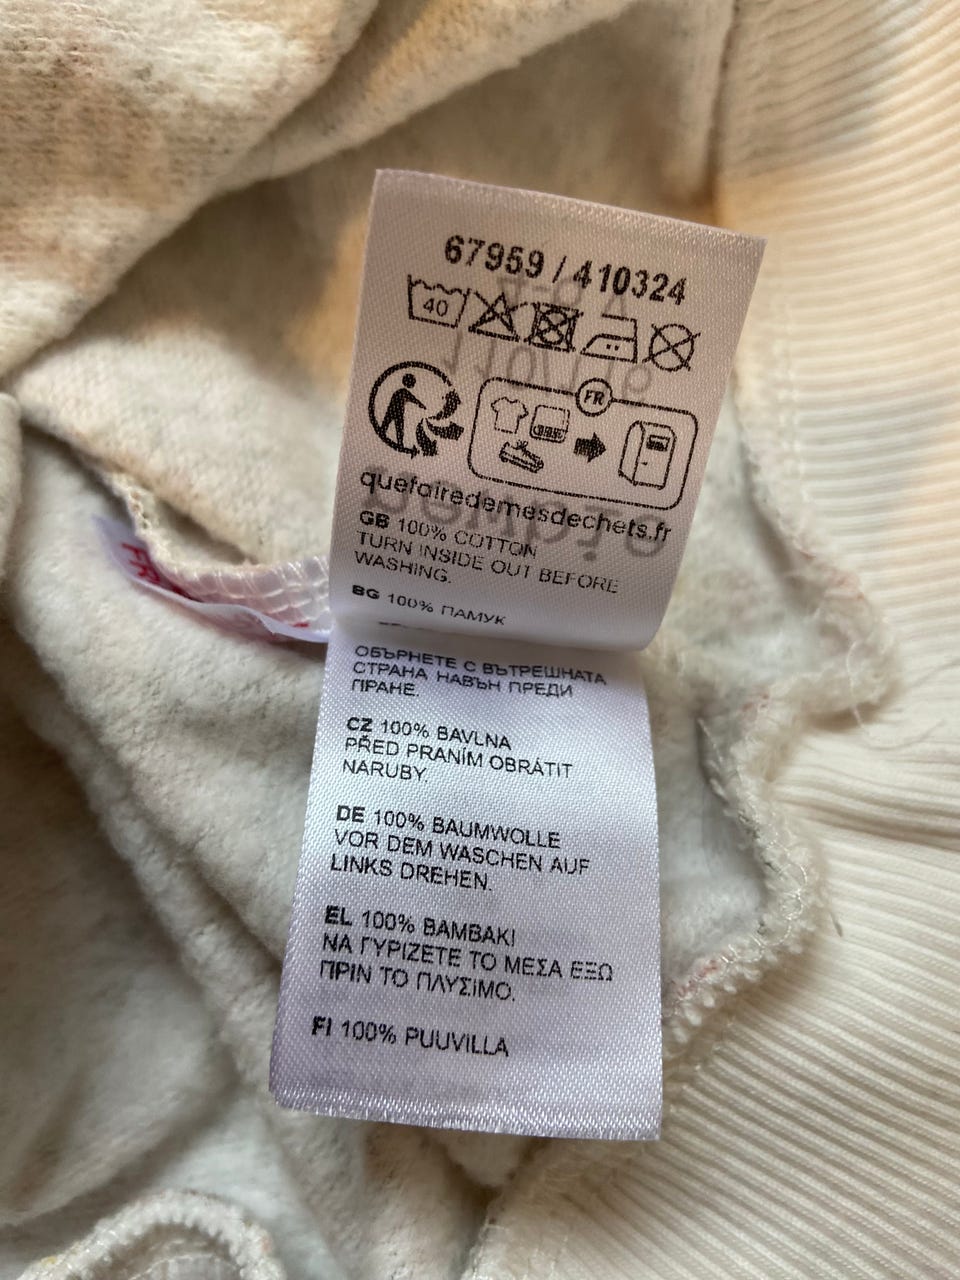 67959 / 410324
40
FR
quefairedemesdechets.fr
GB 100% COTTON
TURN INSIDE OUT BEFORE
WASHING.
BG 100% ПАМУК
ОБЪРНЕТЕ С ВЪТРЕШНАТА
СТРАНА НАВЪН ПРЕДИ
ПРАНЕ.
CZ 100% BAVLNA
PŘED PRANÍM OBRÁTIT
NARUBY.
DE 100% BAUMWOLLE
VOR DEM WASCHEN AUF
LINKS DREHEN.
EL 100% ΒΑΜΒΑΚΙ
ΝΑ ΓΥΡΙΖΕΤΕ ΤΟ ΜΕΣΑ ΕΞΩ
ΠΡΙΝ ΤΟ ΠΛΥΣΙΜΟ.
FI 100% PUUVILLA